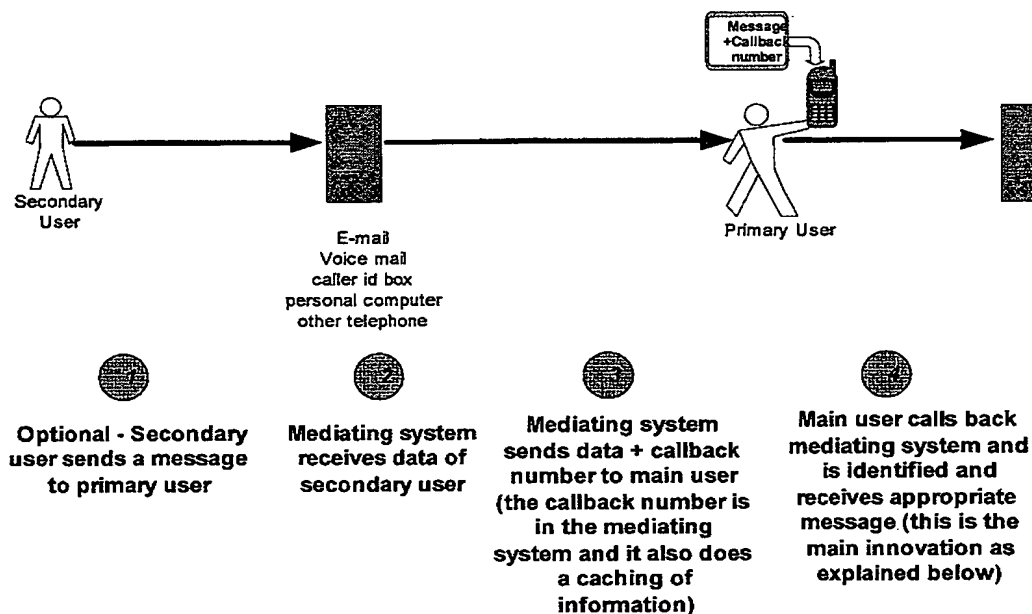 Message
+Callback
number
Secondary
User
Primary User
E-mail
Voice mail
caller id box
personal computer
other telephone
1
2
3
4
Optional - Secondary
user sends a message
to primary user
Mediating system
receives data of
secondary user
Mediating system
sends data + callback
number to main user
(the callback number is
in the mediating
system and it also does
a caching of
information)
Main user calls back
mediating system and
is identified and
receives appropriate
message (this is the
main innovation as
explained below)